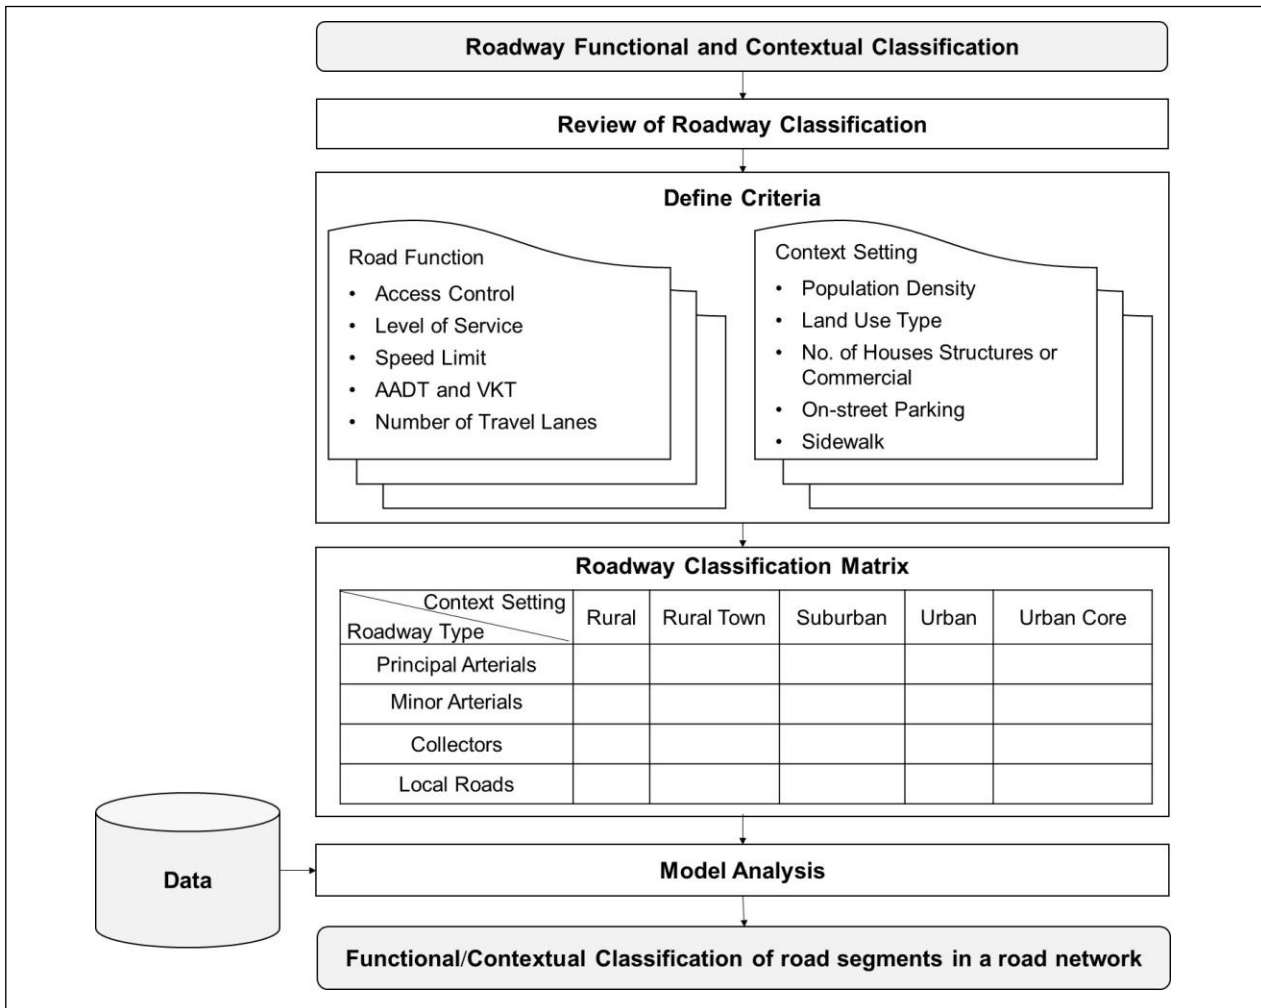 Roadway Functional and Contextual Classification
Review of Roadway Classification
Define Criteria
Road Function
• Access Control
• Level of Service
• Speed Limit
• AADT and VKT
• Number of Travel Lanes
Context Setting
• Population Density
• Land Use Type
• No. of Houses Structures or
Commercial
• On-street Parking
• Sidewalk
Roadway Classification Matrix
Context Setting
Roadway Type
Rural
Rural Town
Suburban
Urban
Urban Core
Principal Arterials
Minor Arterials
Collectors
Local Roads
Data
Model Analysis
Functional/Contextual Classification of road segments in a road network